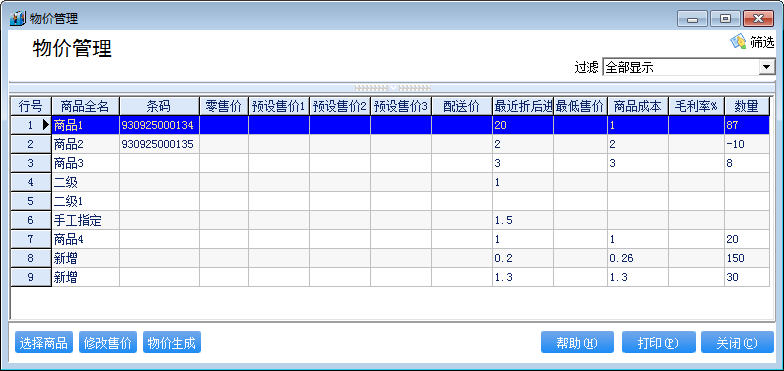 物价管理
物价管理
筛选
过滤 全部显示
行号 商品全名 条码 零售价 预设售价1 预设售价2 预设售价3 配送价 最近折后进 最低售价 商品成本 毛利率% 数量
1 商品1 930925000134 20 1 87
2 商品2 930925000135 2 2 -10
3 商品3 3 3 8
4 二级 1
5 二级1
6 手工指定 1.5
7 商品4 1 1 20
8 新增 0.2 0.26 150
9 新增 1.3 1.3 30
选择商品 修改售价 物价生成 帮助(H) 打印(P) 关闭(C)